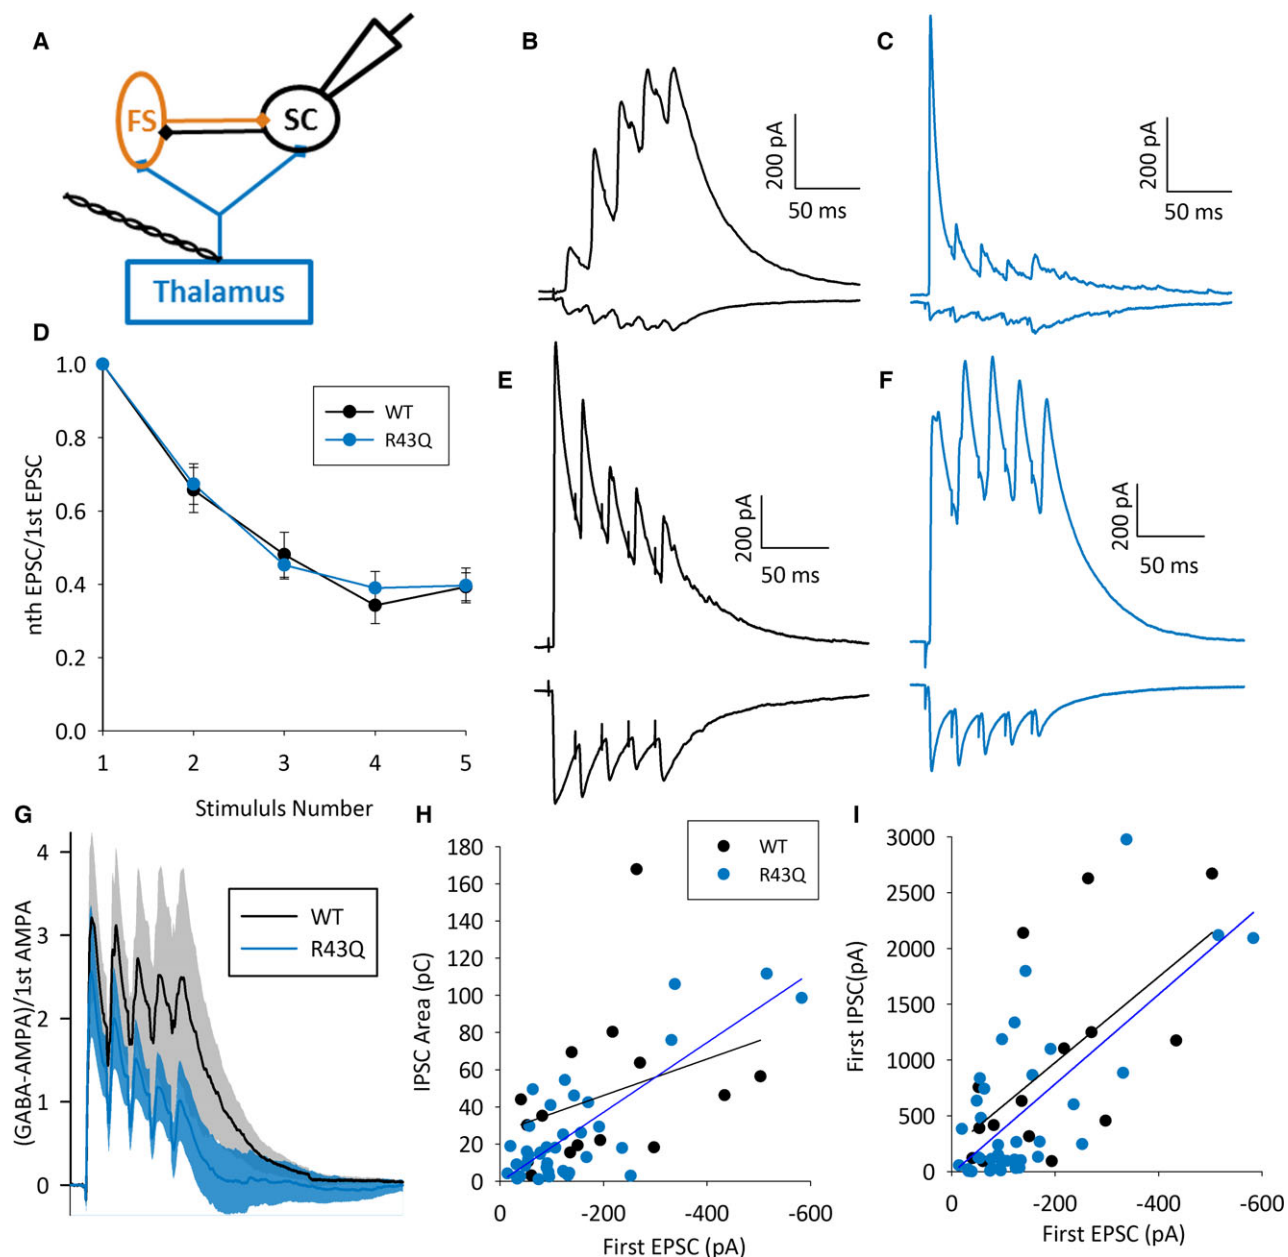 A
FS
SC
Thalamus
B
200 pA
50 ms
C
200 pA
50 ms
D
1.0
0.8
0.6
0.4
0.2
0.0
nth EPSC/1st EPSC
WT
R43Q
1 2 3 4 5
Stimululs Number
E
200 pA
50 ms
F
200 pA
50 ms
G
4
3
2
1
0
(GABA-AMPA)/1st AMPA
WT
R43Q
H
180
160
140
120
100
80
60
40
20
0
IPSC Area (pC)
WT
R43Q
0 -200 -400 -600
First EPSC (pA)
I
3000
2500
2000
1500
1000
500
0
First IPSC(pA)
0 -200 -400 -600
First EPSC (pA)